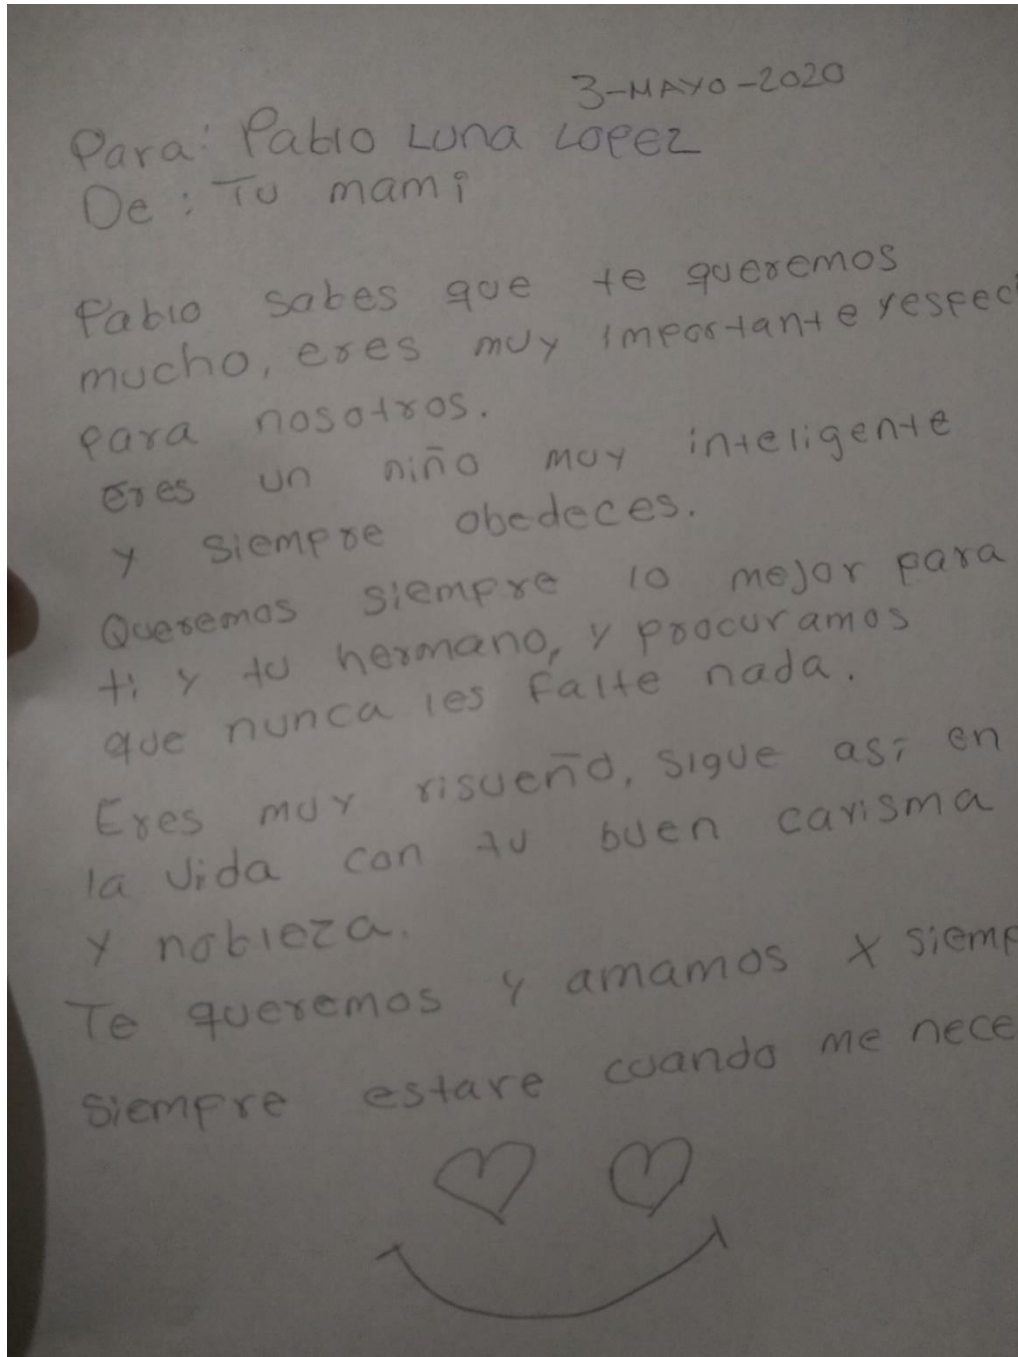 3-MAYO-2020
Para: Pablo Luna Lopez
De: Tu mami
Pablo sabes que te queremos
mucho, eres muy importante respec
para nosotros.
Eres un niño muy inteligente
y siempre obedeces.
Queremos siempre lo mejor para
ti y tu hermano, y procuramos
que nunca les falte nada.
Eres muy risueño, sigue así en
la vida con tu buen carisma
y nobleza.
Te queremos y amamos x siemp
siempre estare cuando me nece